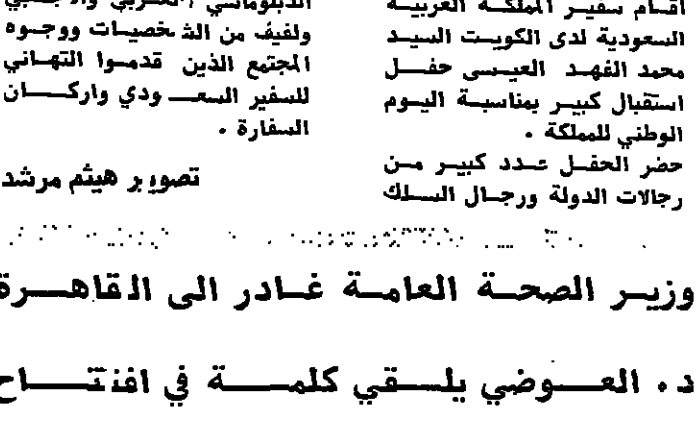 اقام سفير المملكة العربية
السعودية لدى الكويت السيد
محمد الفهد العيسى حفل
استقبال كبير بمناسبة اليوم
الوطني للمملكة .
حضر الحفل عدد كبير من
رجالات الدولة ورجال السلك
الدبلوماسي العربي والاجنبي
ولفيف من الشخصيات ووجوه
المجتمع الذين قدموا التهاني
للسفير السعودي واركان
السفارة .
تصوير هيثم مرشد
وزير الصحة العامة غادر الى القاهرة
د . العوضي يلقي كلمة في افتتاح